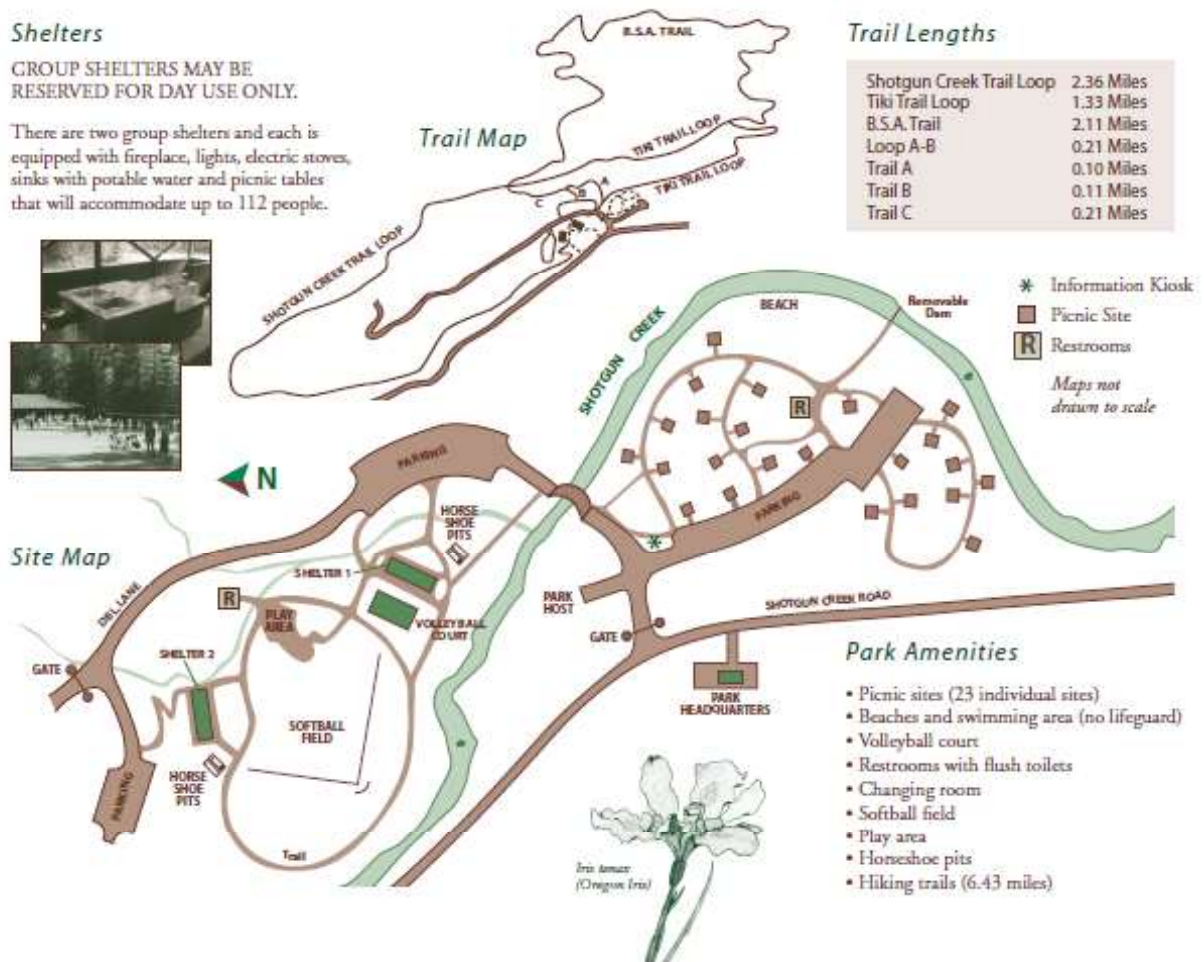 Shelters
GROUP SHELTERS MAY BE
RESERVED FOR DAY USE ONLY.
There are two group shelters and each is
equipped with fireplace, lights, electric stoves,
sinks with potable water and picnic tables
that will accommodate up to 112 people.
Trail Map
B.S.A. TRAIL
TIKI TRAIL LOOP
TIKI TRAIL LOOP
A
B
C
SHOTGUN CREEK TRAIL LOOP
Trail Lengths
Shotgun Creek Trail Loop 2.36 Miles
Tiki Trail Loop 1.33 Miles
B.S.A. Trail 2.11 Miles
Loop A-B 0.21 Miles
Trail A 0.10 Miles
Trail B 0.11 Miles
Trail C 0.21 Miles
Information Kiosk
Picnic Site
R Restrooms
Maps not
drawn to scale
Site Map
N
SHOTGUN CREEK
BEACH
Removable
Dam
R
PARKING
PARKING
HORSE
SHOE
PITS
SHELTER 1
R
PLAY
AREA
VOLLEYBALL
COURT
DEL LANE
GATE
SHELTER 2
SOFTBALL
FIELD
HORSE
SHOE
PITS
PARKING
Trail
PARK
HOST
GATE
SHOTGUN CREEK ROAD
PARK
HEADQUARTERS
Iris tenax
(Oregon Iris)
Park Amenities
• Picnic sites (23 individual sites)
• Beaches and swimming area (no lifeguard)
• Volleyball court
• Restrooms with flush toilets
• Changing room
• Softball field
• Play area
• Horseshoe pits
• Hiking trails (6.43 miles)